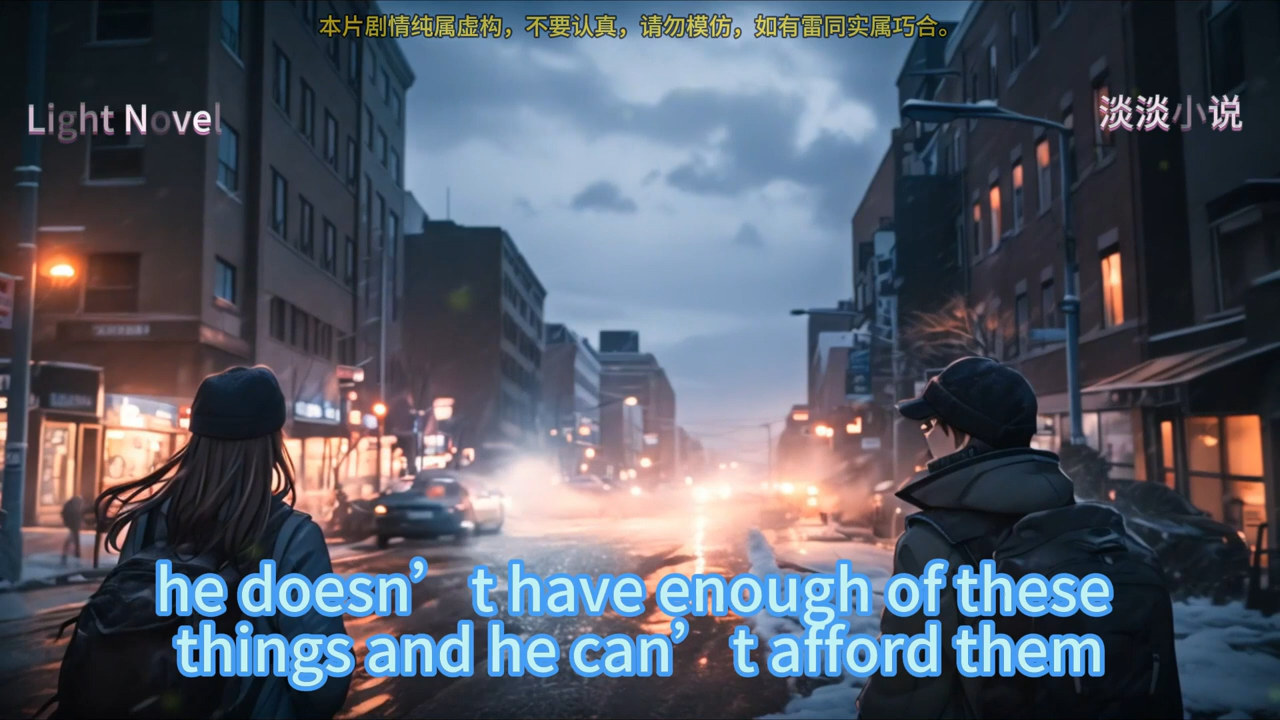 本片剧情纯属虚构，不要认真，请勿模仿，如有雷同实属巧合。
Light Novel
淡淡小说
he doesn’t have enough of these
things and he can’t afford them